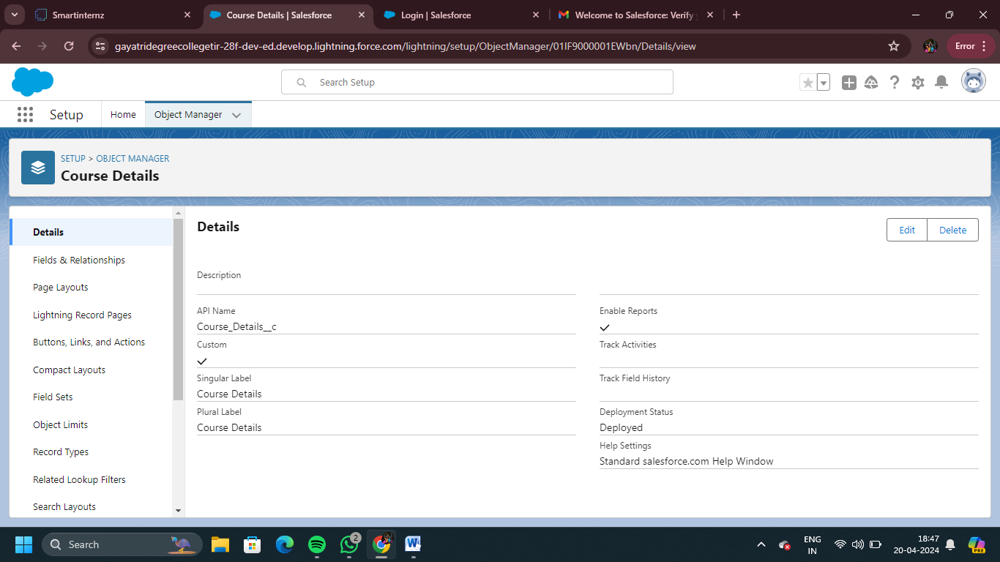 Smartinternz
Course Details | Salesforce
Login | Salesforce
Welcome to Salesforce: Verify
gayatridegreecollegetir-28f-dev-ed.develop.lightning.force.com/lightning/setup/ObjectManager/01IF9000001EWbn/Details/view
Error
Search Setup
Setup
Home
Object Manager
SETUP > OBJECT MANAGER
Course Details
Details
Fields & Relationships
Page Layouts
Lightning Record Pages
Buttons, Links, and Actions
Compact Layouts
Field Sets
Object Limits
Record Types
Related Lookup Filters
Search Layouts
Details
Edit
Delete
Description
API Name
Course_Details__c
Custom
Singular Label
Course Details
Plural Label
Course Details
Enable Reports
Track Activities
Track Field History
Deployment Status
Deployed
Help Settings
Standard salesforce.com Help Window
Search
2
W
ENG
IN
18:47
20-04-2024
PRE